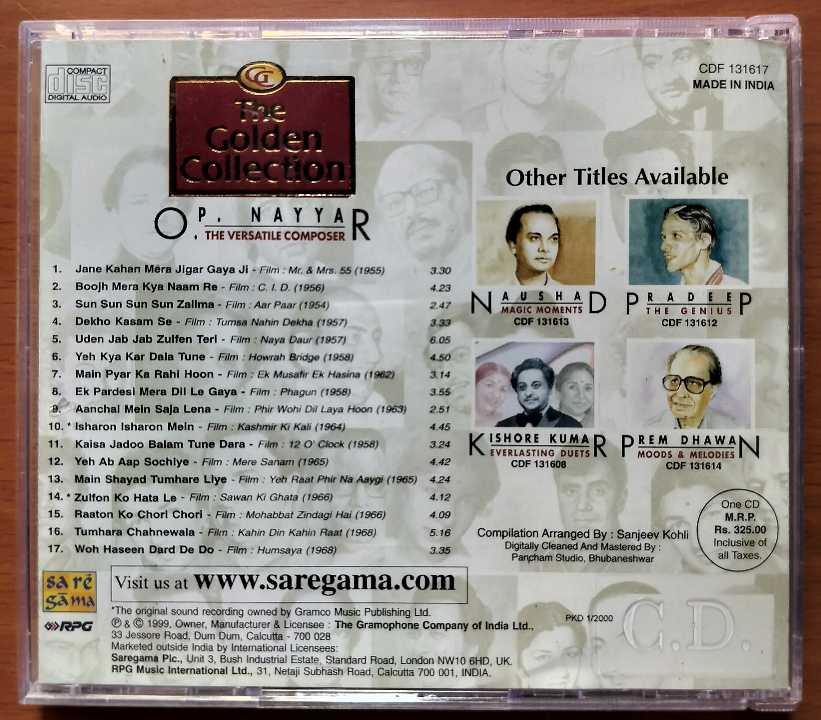 COMPACT
disc
DIGITAL AUDIO
CDF 131617
MADE IN INDIA
The
Golden
Collection
O. P. NAYYAR
THE VERSATILE COMPOSER
1. Jane Kahan Mera Jigar Gaya Ji - Film : Mr. & Mrs. 55 (1955) 3.30
2. Boojh Mera Kya Naam Re - Film : C. I. D. (1956) 4.23
3. Sun Sun Sun Sun Zalima - Film : Aar Paar (1954) 2.47
4. Dekho Kasam Se - Film : Tumsa Nahin Dekha (1957) 3.33
5. Uden Jab Jab Zulfen Teri - Film : Naya Daur (1957) 6.05
6. Yeh Kya Kar Dala Tune - Film : Howrah Bridge (1958) 4.50
7. Main Pyar Ka Rahi Hoon - Film : Ek Musafir Ek Hasina (1962) 3.14
8. Ek Pardesi Mera Dil Le Gaya - Film : Phagun (1958) 3.55
9. Aanchal Mein Saja Lena - Film : Phir Wohi Dil Laya Hoon (1963) 2.51
10. * Isharon Isharon Mein - Film : Kashmir Ki Kali (1964) 4.45
11. Kaisa Jadoo Balam Tune Dara - Film : 12 O' Clock (1958) 3.24
12. Yeh Ab Aap Sochiye - Film : Mere Sanam (1965) 4.42
13. Main Shayad Tumhare Liye - Film : Yeh Raat Phir Na Aaygi (1965) 4.24
14. * Zulfon Ko Hata Le - Film : Sawan Ki Ghata (1966) 4.12
15. Raaton Ko Chori Chori - Film : Mohabbat Zindagi Hai (1966) 4.09
16. Tumhara Chahnewala - Film : Kahin Din Kahin Raat (1968) 5.16
17. Woh Haseen Dard De Do - Film : Humsaya (1968) 3.35
Other Titles Available
NAUSHAD
MAGIC MOMENTS
CDF 131613
PRADEEP
THE GENIUS
CDF 131612
KISHORE KUMAR
EVERLASTING DUETS
CDF 131608
PREM DHAWAN
MOODS & MELODIES
CDF 131614
Compilation Arranged By : Sanjeev Kohli
Digitally Cleaned And Mastered By :
Pancham Studio, Bhubaneshwar
One CD
M.R.P.
Rs. 325.00
Inclusive of
all Taxes.
sa rē
gāma
RPG
Visit us at www.saregama.com
*The original sound recording owned by Gramco Music Publishing Ltd.
℗ & © 1999, Owner, Manufacturer & Licensee : The Gramophone Company of India Ltd.,
33 Jessore Road, Dum Dum, Calcutta - 700 028
Marketed outside India by International Licensees:
Saregama Plc., Unit 3, Bush Industrial Estate, Standard Road, London NW10 6HD, UK.
RPG Music International Ltd., 31, Netaji Subhash Road, Calcutta 700 001, INDIA.
PKD 1/2000
C.D.